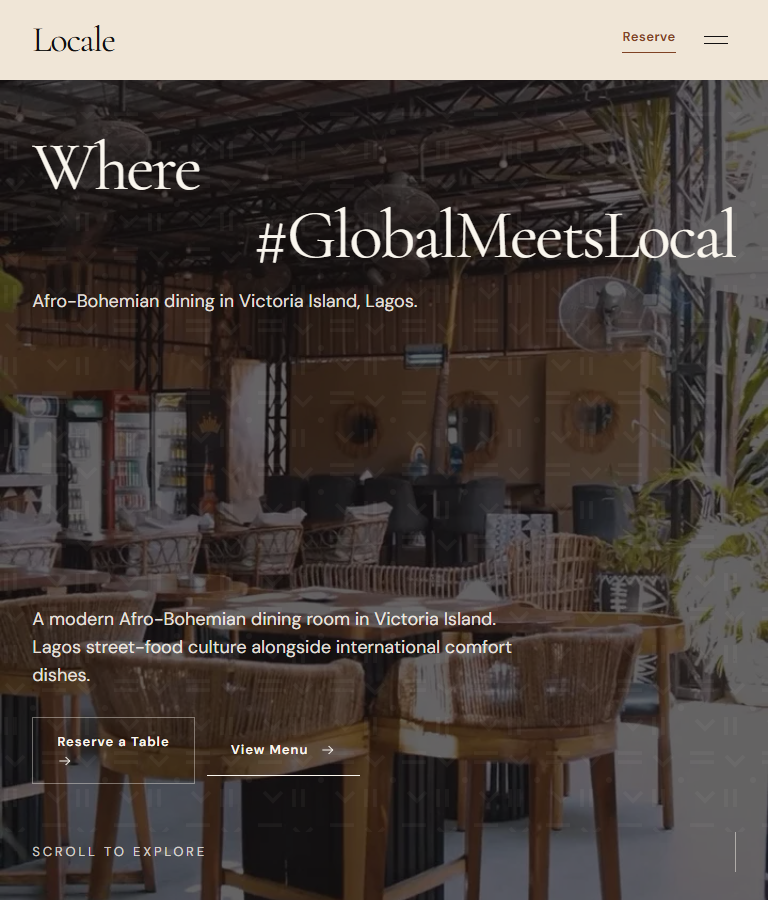 Locale
Reserve
Where
#GlobalMeetsLocal
Afro-Bohemian dining in Victoria Island, Lagos.
A modern Afro-Bohemian dining room in Victoria Island.
Lagos street-food culture alongside international comfort
dishes.
Reserve a Table
→
View Menu →
SCROLL TO EXPLORE